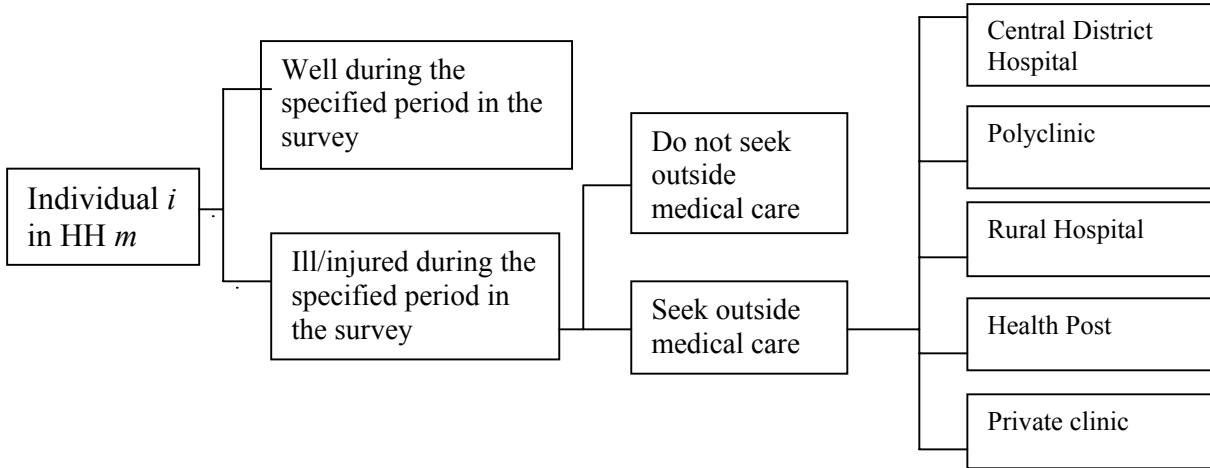 Individual i
in HH m
Well during the
specified period in the
survey
Ill/injured during the
specified period in
the survey
Do not seek
outside
medical care
Seek outside
medical care
Central District
Hospital
Polyclinic
Rural Hospital
Health Post
Private clinic